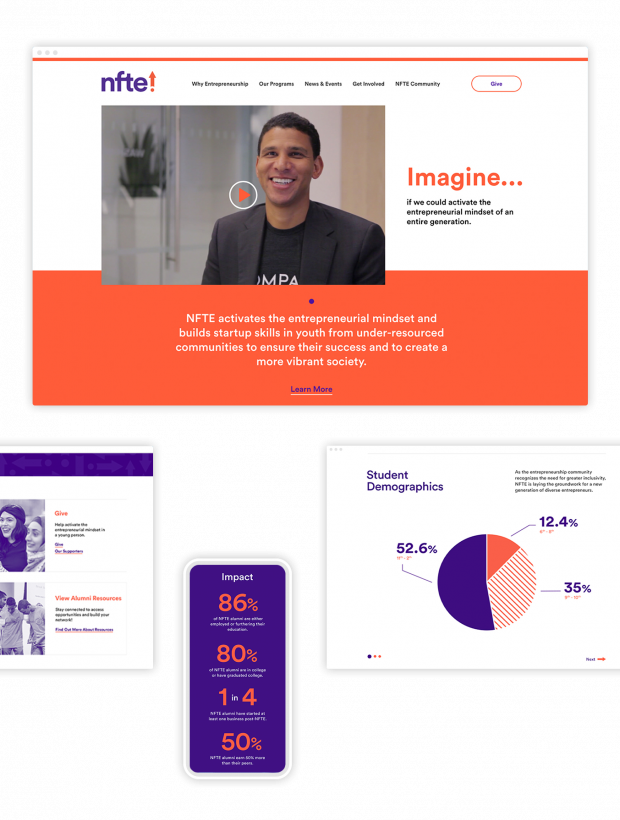 nfte!
Why Entrepreneurship
Our Programs
News & Events
Get Involved
NFTE Community
Give
OMPA
Imagine...
if we could activate the
entrepreneurial mindset of an
entire generation.
NFTE activates the entrepreneurial mindset and
builds startup skills in youth from under-resourced
communities to ensure their success and to create a
more vibrant society.
Learn More
Give
Help activate the
entrepreneurial mindset in
a young person.
Give
Our Supporters
View Alumni Resources
Stay connected to access
opportunities and build your
network!
Find Out More About Resources
Impact
86%
of NFTE alumni are either
employed or furthering their
education.
80%
of NFTE alumni are in college
or have graduated college.
1 in 4
NFTE alumni have started at
least one business post-NFTE.
50%
NFTE alumni earn 50% more
than their peers.
Student
Demographics
As the entrepreneurship community
recognizes the need for greater inclusivity,
NFTE is laying the groundwork for a new
generation of diverse entrepreneurs.
12.4%
52.6%
35%
Next